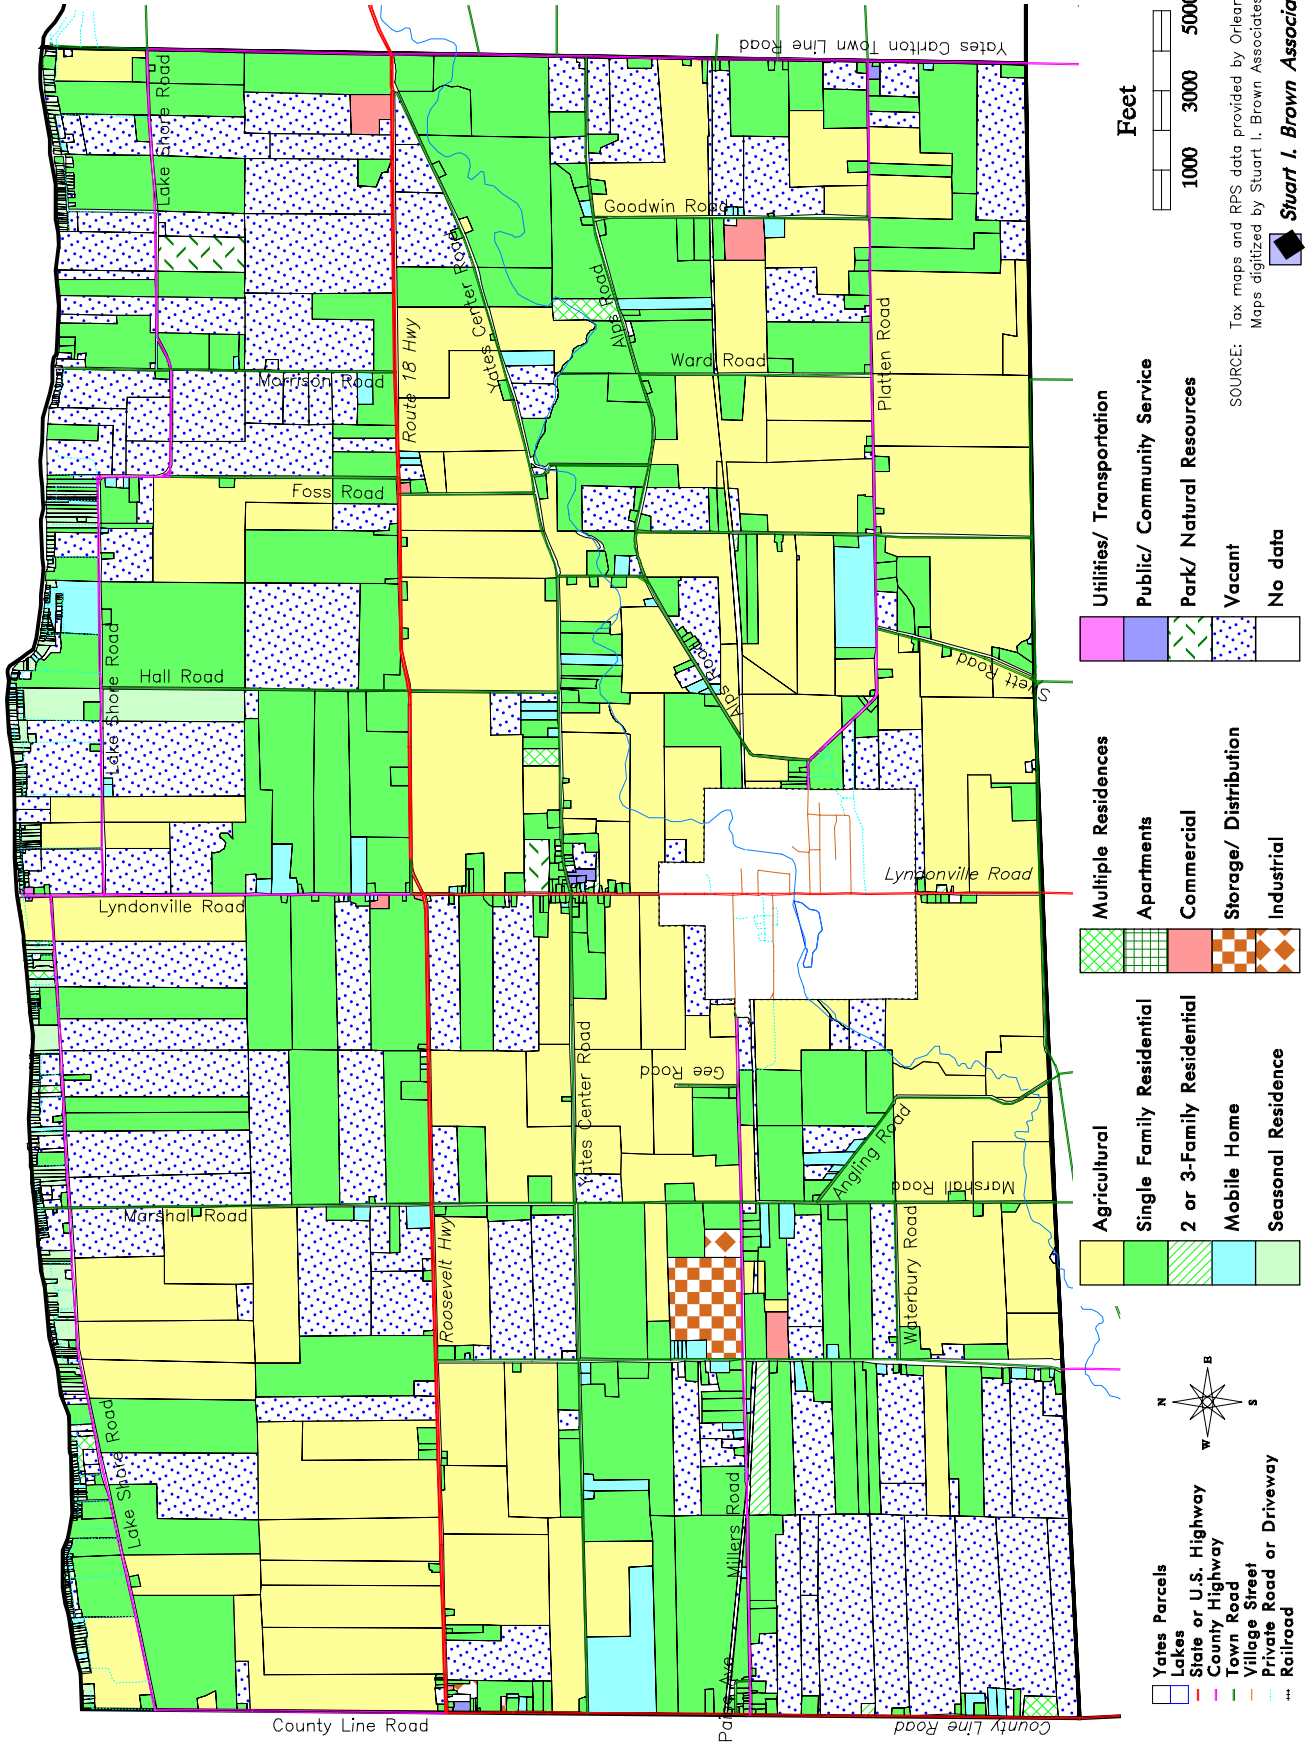 Yates Carlton Town Line Road
Lake Shore Road
Goodwin Road
Yates Center Road
Alps Road
Route 18 Hwy
Ward Road
Platten Road
Morrison Road
Foss Road
Hall Road
Lake Shore Road
Alps Road
Swett Road
Lyndonville Road
Lyndonville Road
Yates Center Road
Gee Road
Angling Road
Marshall Road
Marshall Road
Roosevelt Hwy
Waterbury Road
Lake Shore Road
Millers Road
County Line Road
County Line Road
Feet
1000
3000
5000
SOURCE: Tax maps and RPS data provided by Orlean
Maps digitized by Stuart I. Brown Associates
Stuart I. Brown Associa
Utilities/ Transportation
Public/ Community Service
Park/ Natural Resources
Vacant
No data
Multiple Residences
Apartments
Commercial
Storage/ Distribution
Industrial
Agricultural
Single Family Residential
2 or 3-Family Residential
Mobile Home
Seasonal Residence
N
E
S
W
Yates Parcels
Lakes
State or U.S. Highway
County Highway
Town Road
Village Street
Private Road or Driveway
Railroad